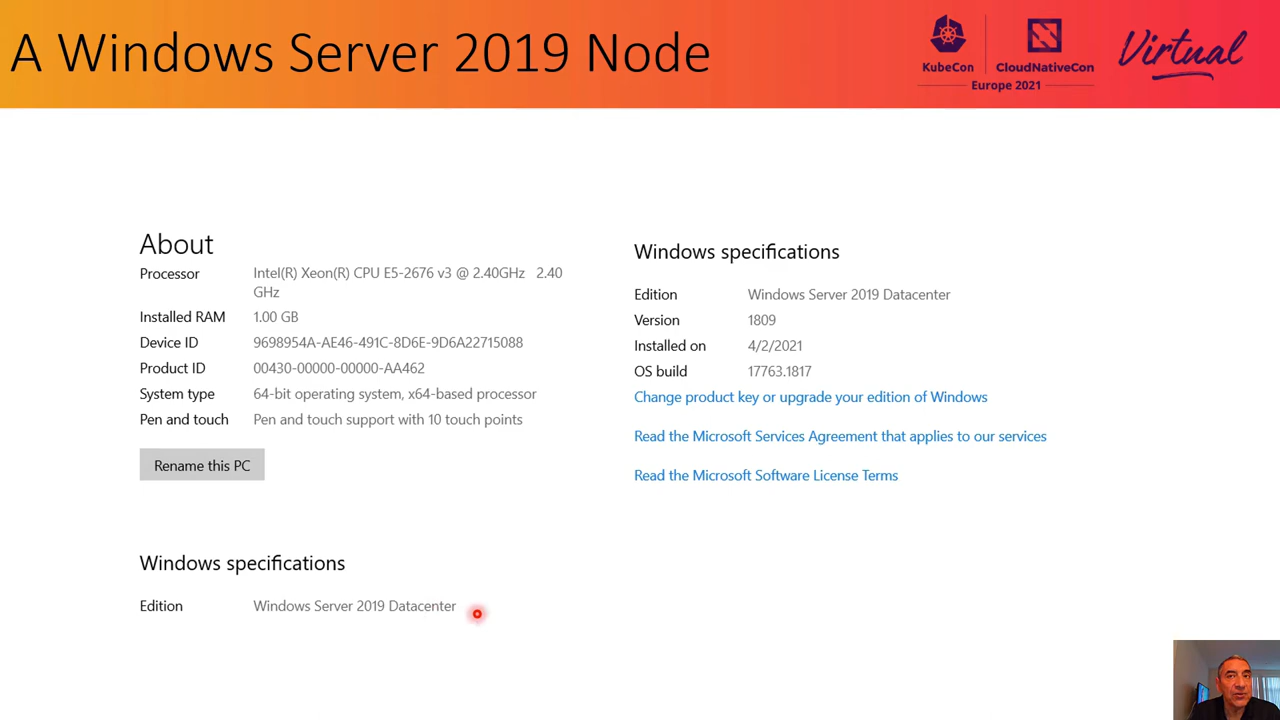 A Windows Server 2019 Node
KubeCon
CloudNativeCon
Europe 2021
Virtual
About
Processor Intel(R) Xeon(R) CPU E5-2676 v3 @ 2.40GHz 2.40
GHz
Installed RAM 1.00 GB
Device ID 9698954A-AE46-491C-8D6E-9D6A22715088
Product ID 00430-00000-00000-AA462
System type 64-bit operating system, x64-based processor
Pen and touch Pen and touch support with 10 touch points
Rename this PC
Windows specifications
Edition Windows Server 2019 Datacenter
Windows specifications
Edition Windows Server 2019 Datacenter
Version 1809
Installed on 4/2/2021
OS build 17763.1817
Change product key or upgrade your edition of Windows
Read the Microsoft Services Agreement that applies to our services
Read the Microsoft Software License Terms